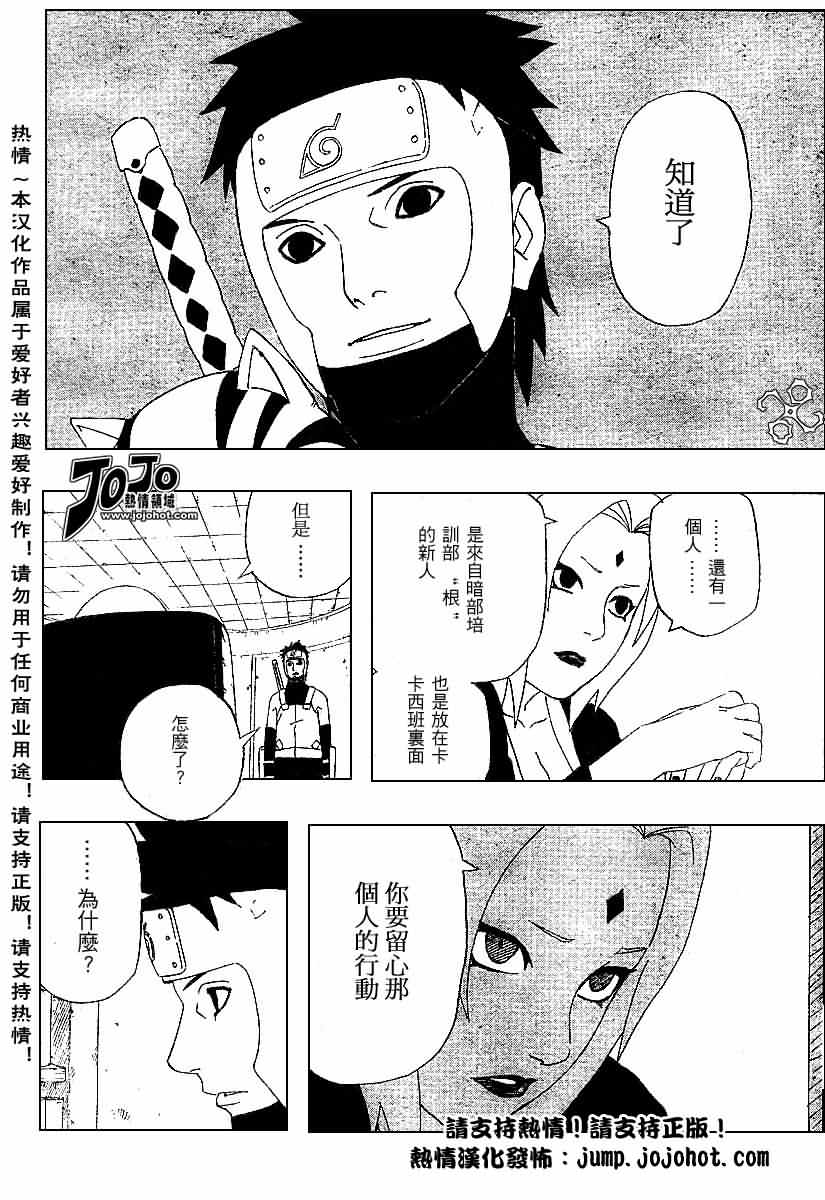 热情～本汉化作品属于爱好者兴趣爱好制作！请勿用于任何商业用途！请支持正版！请支持热情！
知道了
JOJO
熱情領域
www.jojohot.com
……還有一
個人……
是來自暗部培
訓部〝根〞
的新人
也是放在卡
卡西班裏面
但是……
怎麼了？
你要留心那
個人的行動
……為什麼？
請支持熱情！請支持正版！
熱情漢化發怖：jump.jojohot.com